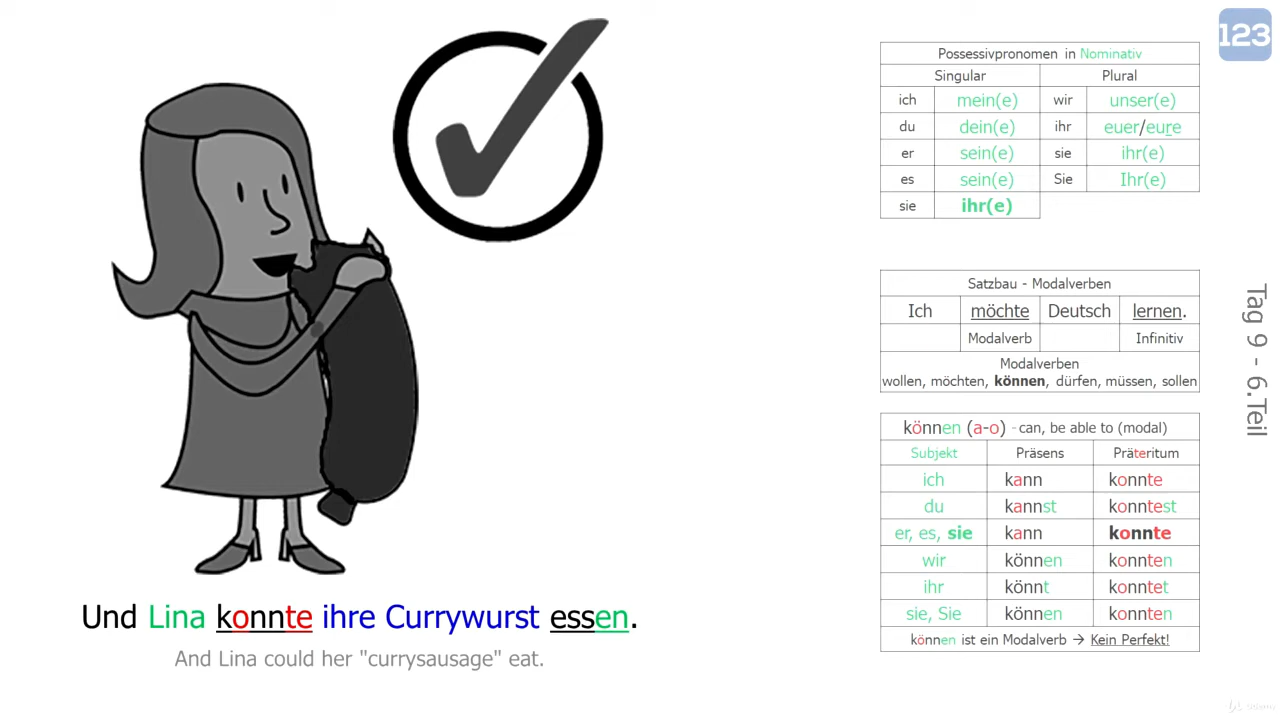 123
Possessivpronomen in Nominativ
Singular Plural
ich mein(e) wir unser(e)
du dein(e) ihr euer/eure
er sein(e) sie ihr(e)
es sein(e) Sie Ihr(e)
sie ihr(e)
Satzbau - Modalverben
Ich möchte Deutsch lernen.
Modalverb Infinitiv
Modalverben
wollen, möchten, können, dürfen, müssen, sollen
können (a-o) - can, be able to (modal)
Subjekt Präsens Präteritum
ich kann konnte
du kannst konntest
er, es, sie kann konnte
wir können konnten
ihr könnt konntet
sie, Sie können konnten
können ist ein Modalverb → Kein Perfekt!
Tag 9 - 6.Teil
Und Lina konnte ihre Currywurst essen.
And Lina could her "currysausage" eat.